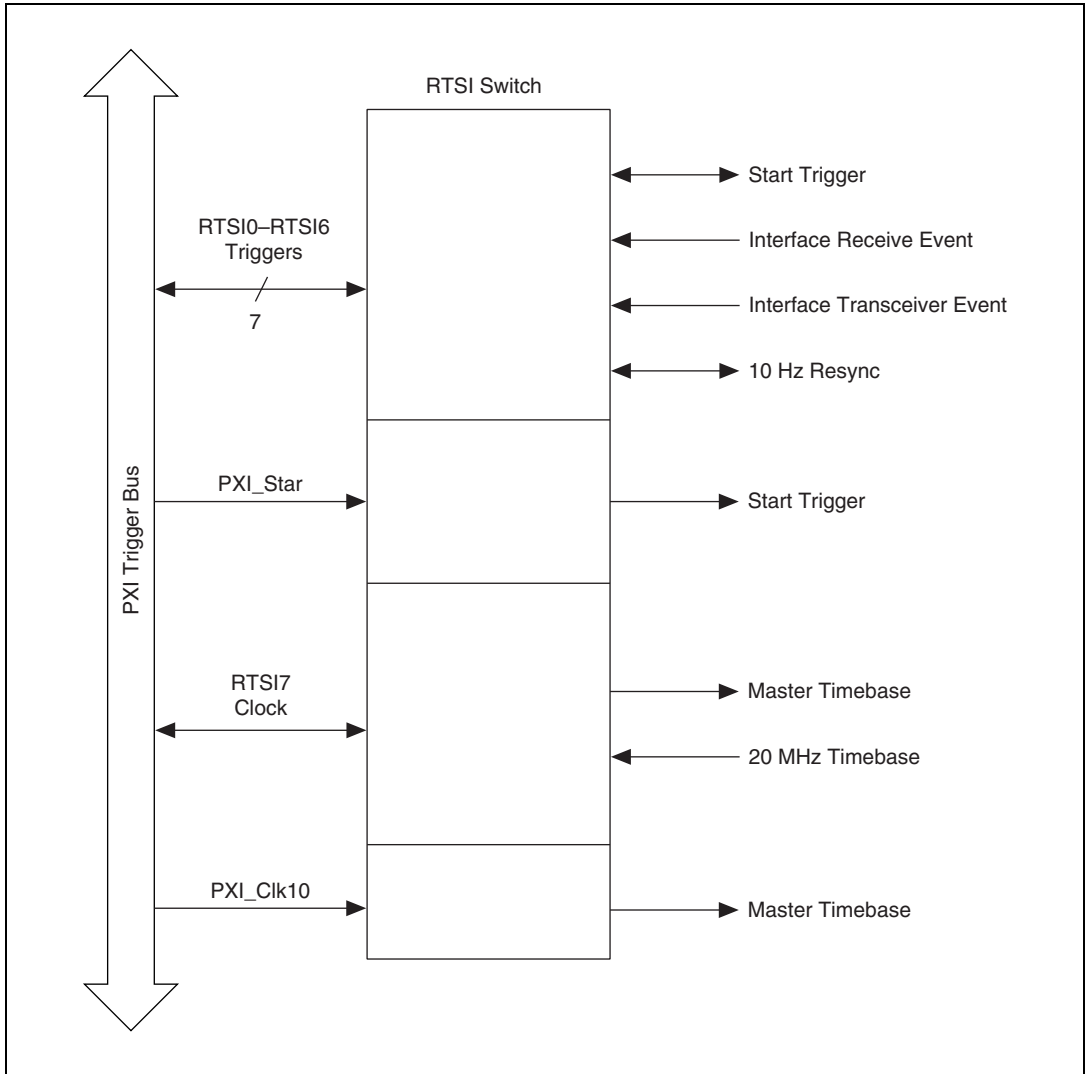 RTSI Switch
Start Trigger
RTSI0–RTSI6
Triggers
7
Interface Receive Event
Interface Transceiver Event
10 Hz Resync
PXI Trigger Bus
PXI_Star
Start Trigger
RTSI7
Clock
Master Timebase
20 MHz Timebase
PXI_Clk10
Master Timebase